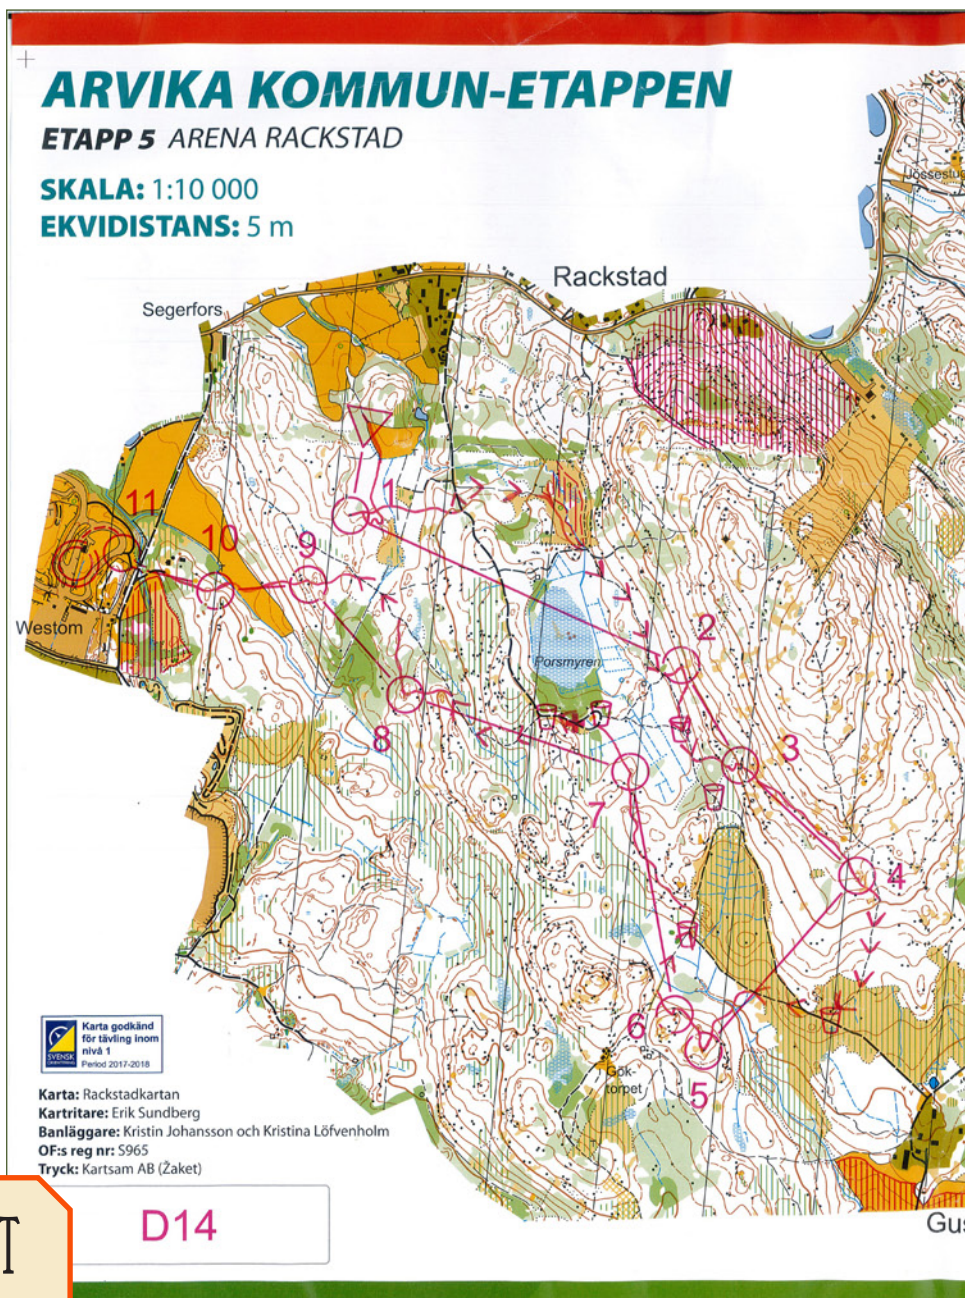 ARVIKA KOMMUN-ETAPPEN
ETAPP 5 ARENA RACKSTAD
SKALA: 1:10 000
EKVIDISTANS: 5 m
Jössestug
Rackstad
Segerfors
1
11
10
9
Westom
2
Porsmyren
8
3
7
4
6
5
Gök-
torpet
SVENSK
Karta godkänd
för tävling inom
nivå 1
Period 2017-2018
Karta: Rackstadkartan
Kartritare: Erik Sundberg
Banläggare: Kristin Johansson och Kristina Löfvenholm
OF:s reg nr: S965
Tryck: Kartsam AB (Žaket)
D14
Gus
T